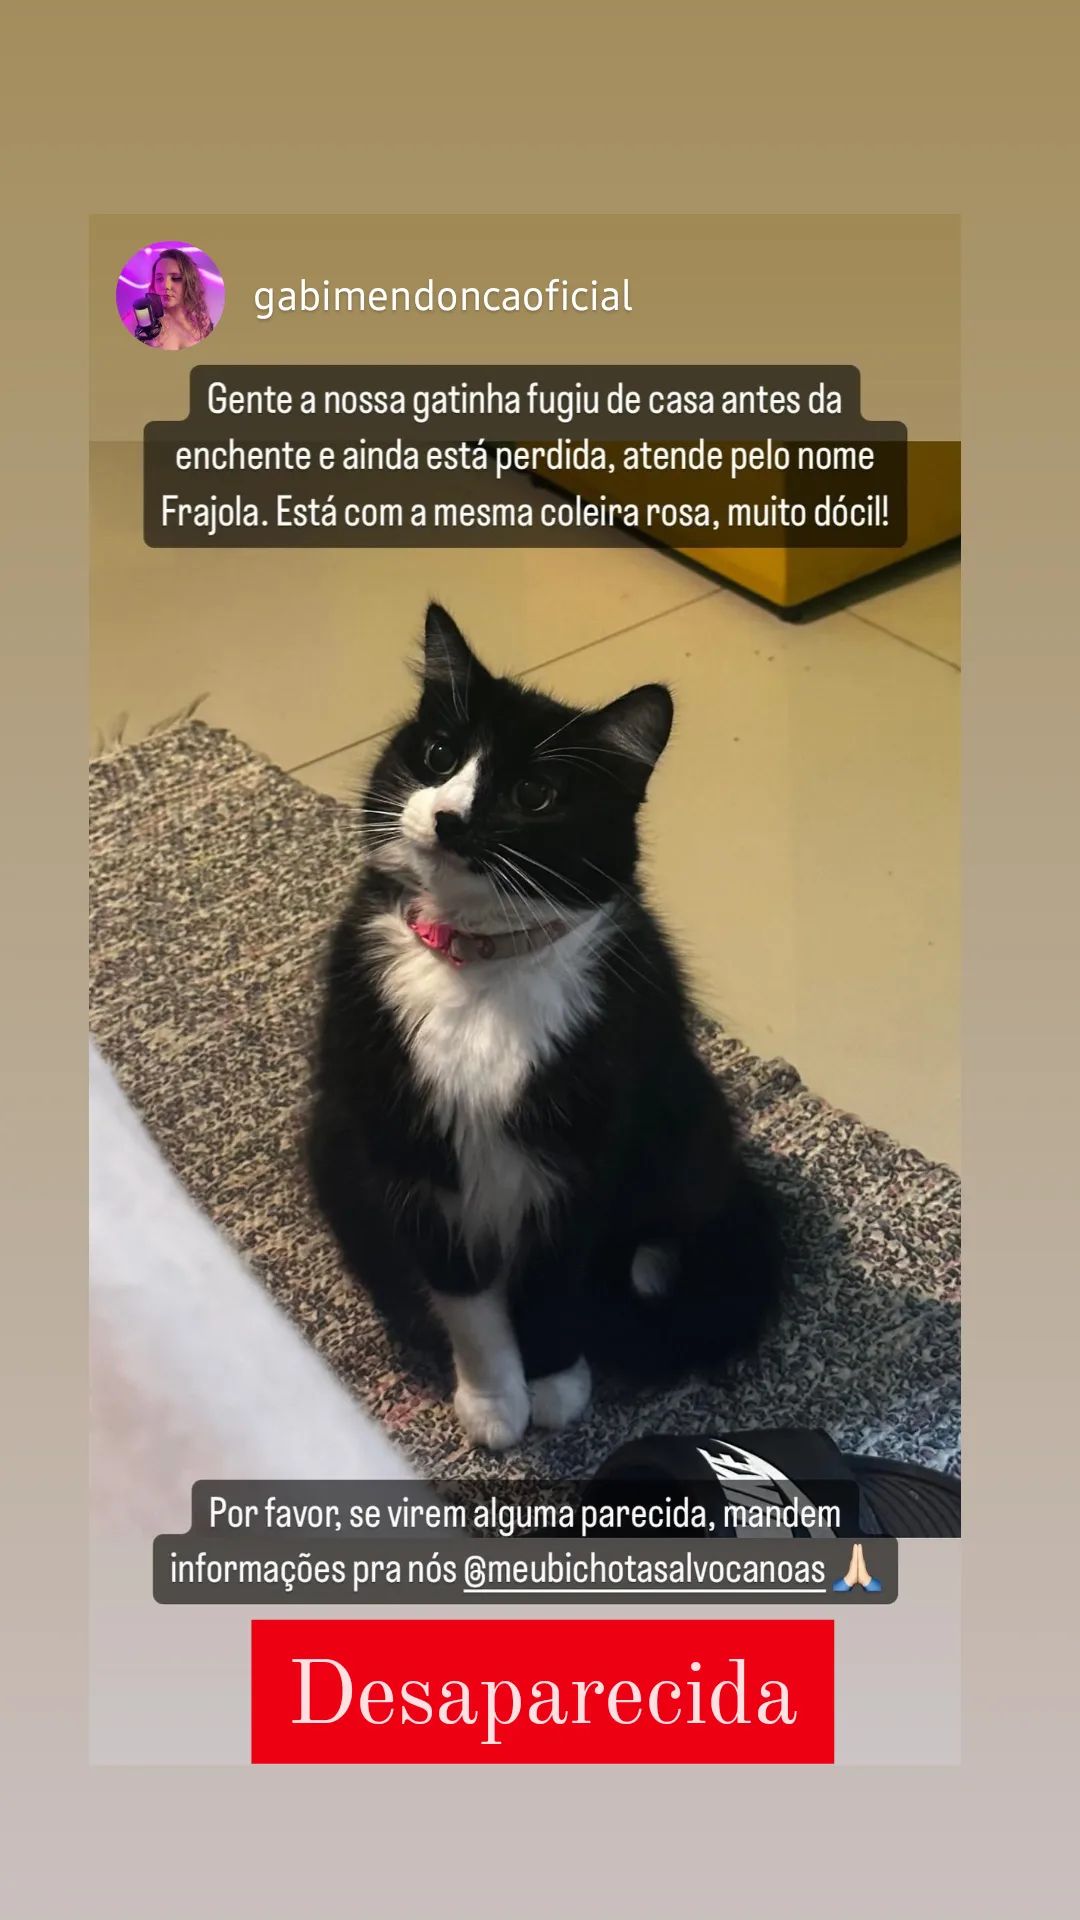 gabimendoncaoficial
Gente a nossa gatinha fugiu de casa antes da
enchente e ainda está perdida, atende pelo nome
Frajola. Está com a mesma coleira rosa, muito dócil!
NIKE
Por favor, se virem alguma parecida, mandem
informações pra nós @meubichotasalvocanoas 🙏🏻
Desaparecida